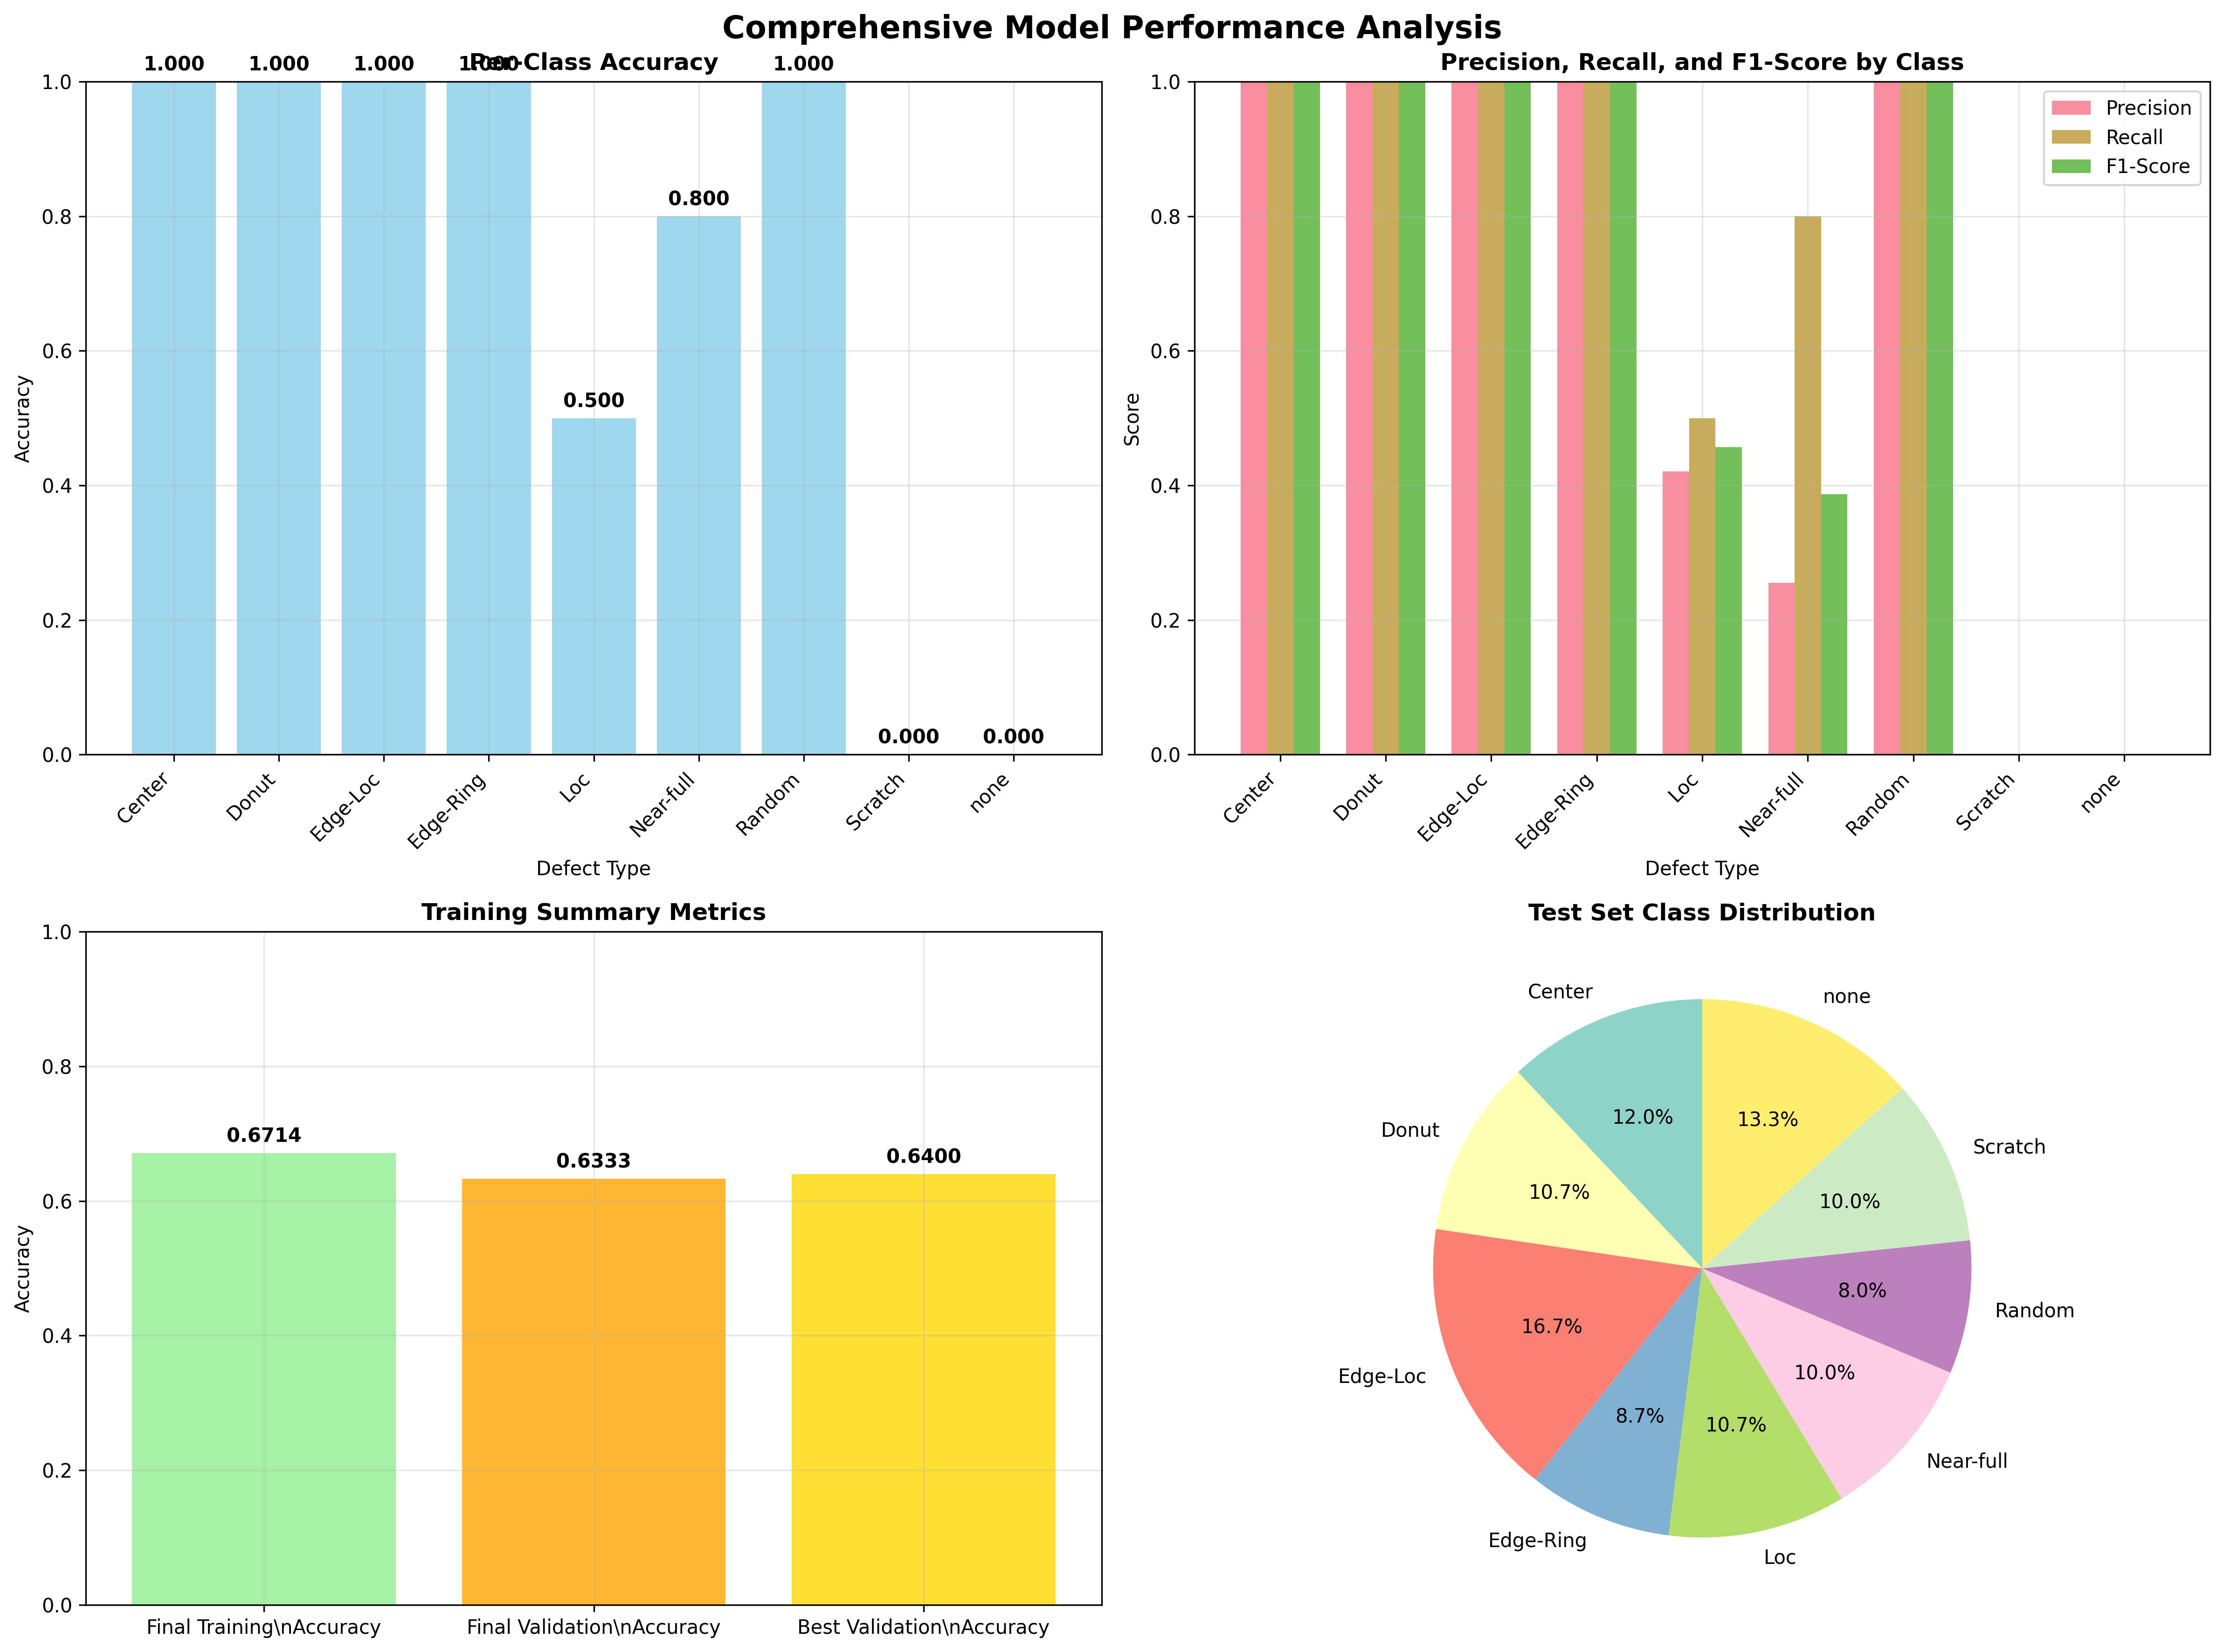 Comprehensive Model Performance Analysis
Per-Class Accuracy
1.000
1.000
1.000
1.000
0.500
0.800
1.000
0.000
0.000
1.0
0.8
0.6
0.4
0.2
0.0
Accuracy
Center
Donut
Edge-Loc
Edge-Ring
Loc
Near-full
Random
Scratch
none
Defect Type
Precision, Recall, and F1-Score by Class
Precision
Recall
F1-Score
1.0
0.8
0.6
0.4
0.2
0.0
Score
Center
Donut
Edge-Loc
Edge-Ring
Loc
Near-full
Random
Scratch
none
Defect Type
Training Summary Metrics
1.0
0.8
0.6
0.4
0.2
0.0
Accuracy
0.6714
0.6333
0.6400
Final Training\nAccuracy
Final Validation\nAccuracy
Best Validation\nAccuracy
Test Set Class Distribution
Center
12.0%
Donut
10.7%
Edge-Loc
16.7%
Edge-Ring
8.7%
Loc
10.7%
Near-full
10.0%
Random
8.0%
Scratch
10.0%
none
13.3%